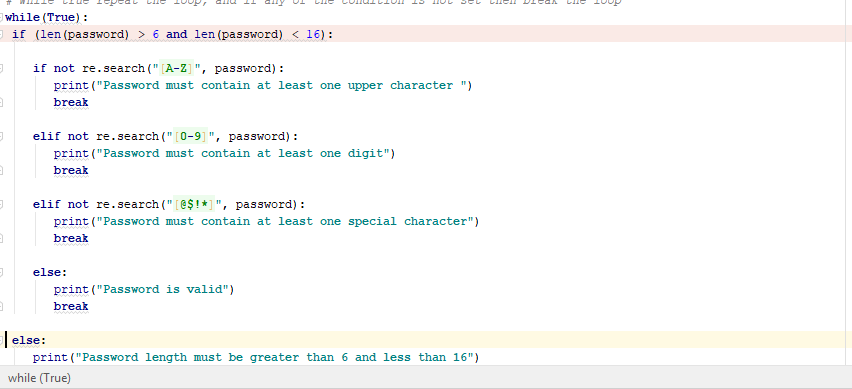 # While true repeat the loop, and if any of the condition is not set then break the loop
while(True):
if (len(password) > 6 and len(password) < 16):
if not re.search("[A-Z]", password):
print("Password must contain at least one upper character ")
break
elif not re.search("[0-9]", password):
print("Password must contain at least one digit")
break
elif not re.search("[@$!*]", password):
print("Password must contain at least one special character")
break
else:
print("Password is valid")
break
else:
print("Password length must be greater than 6 and less than 16")
while (True)